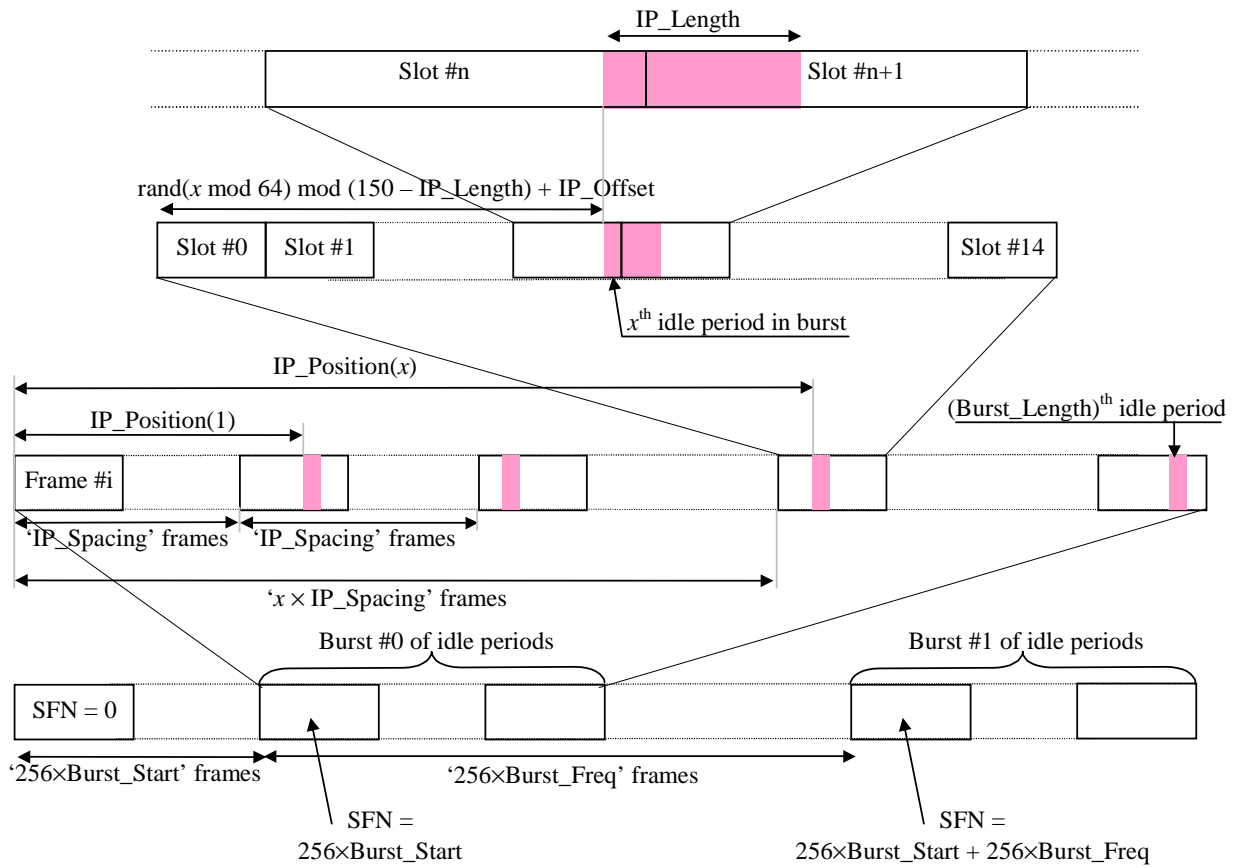 IP_Length
Slot #n
Slot #n+1
rand(x mod 64) mod (150 – IP_Length) + IP_Offset
Slot #0
Slot #1
Slot #14
xth idle period in burst
IP_Position(x)
(Burst_Length)th idle period
IP_Position(1)
Frame #i
‘IP_Spacing’ frames
‘IP_Spacing’ frames
‘x × IP_Spacing’ frames
Burst #0 of idle periods
Burst #1 of idle periods
SFN = 0
‘256×Burst_Start’ frames
‘256×Burst_Freq’ frames
SFN =
256×Burst_Start
SFN =
256×Burst_Start + 256×Burst_Freq